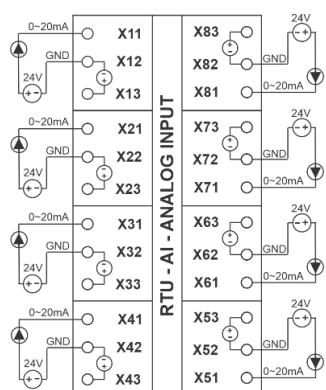 0~20mA X11
GND X12
24V X13
0~20mA X21
GND X22
24V X23
0~20mA X31
GND X32
24V X33
0~20mA X41
GND X42
24V X43
RTU - AI - ANALOG INPUT
X83 24V
X82 GND
X81 0~20mA
X73 24V
X72 GND
X71 0~20mA
X63 24V
X62 GND
X61 0~20mA
X53 24V
X52 GND
X51 0~20mA